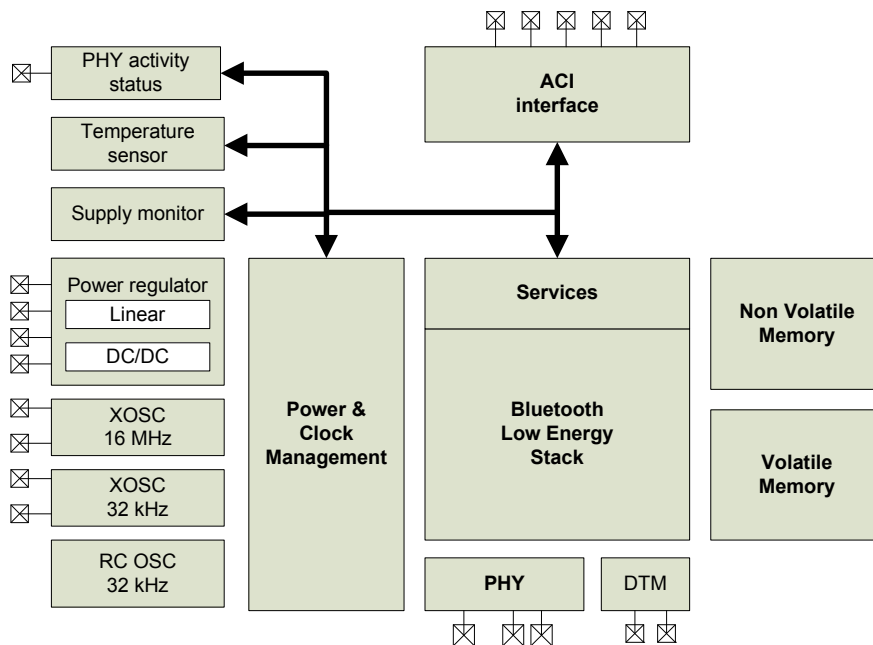 PHY activity
status
ACI
interface
Temperature
sensor
Supply monitor
Power regulator
Linear
DC/DC
Services
Non Volatile
Memory
XOSC
16 MHz
Power &
Clock
Management
Bluetooth
Low Energy
Stack
Volatile
Memory
XOSC
32 kHz
RC OSC
32 kHz
PHY
DTM